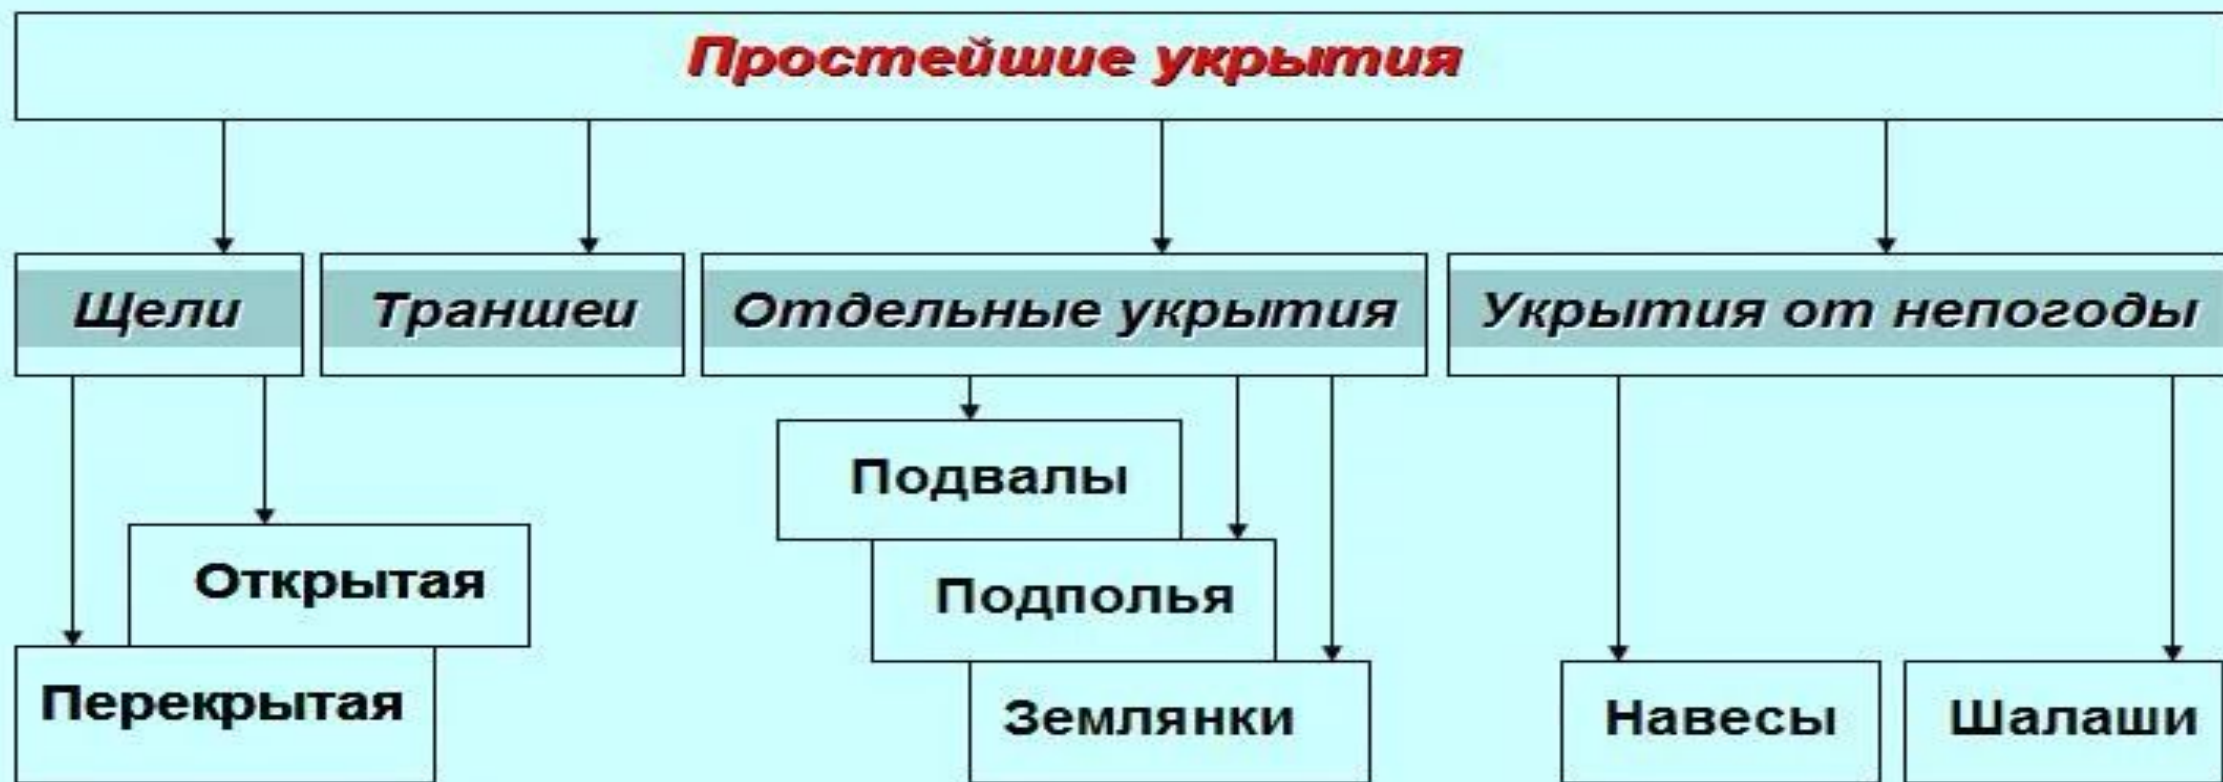 Простейшие укрытия
Щели
Траншеи
Отдельные укрытия
Укрытия от непогоды
Подвалы
Открытая
Подполья
Перекрытая
Землянки
Навесы
Шалаши